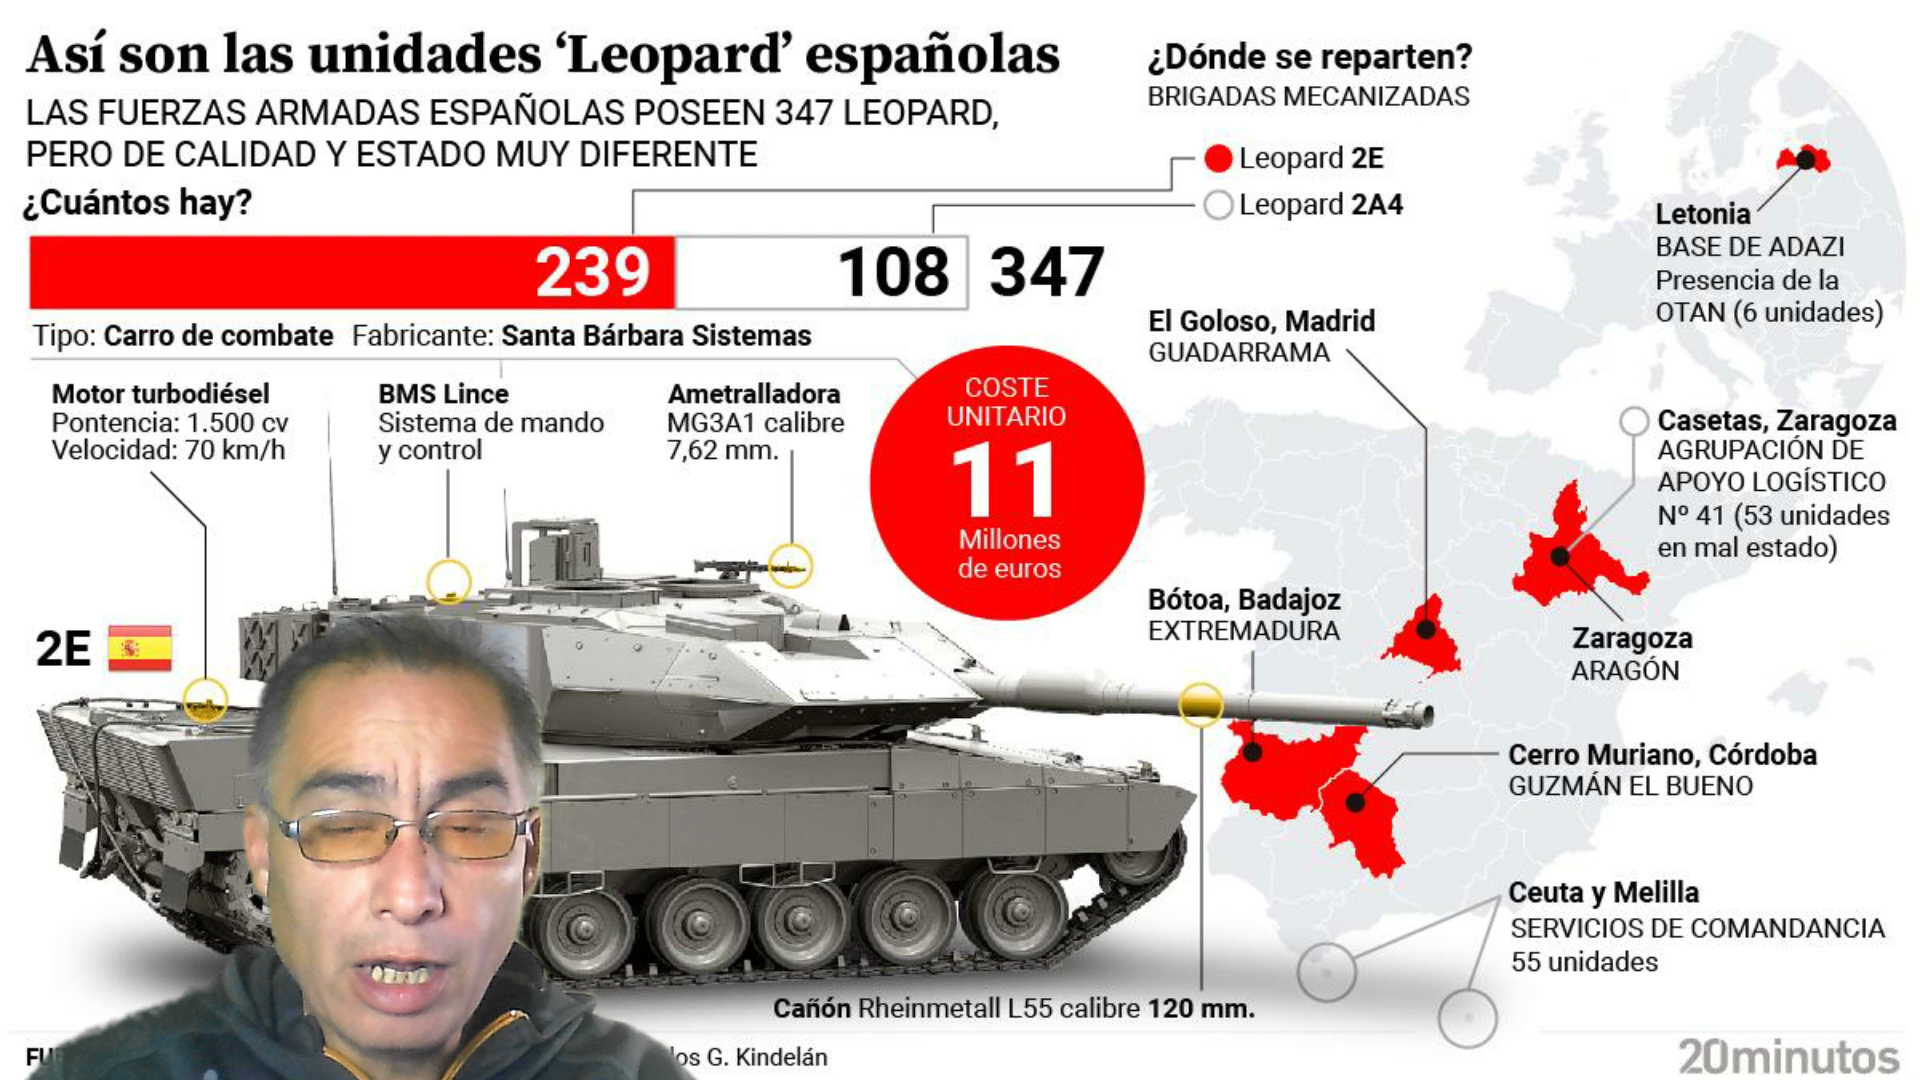 Así son las unidades ‘Leopard’ españolas
LAS FUERZAS ARMADAS ESPAÑOLAS POSEEN 347 LEOPARD,
PERO DE CALIDAD Y ESTADO MUY DIFERENTE
¿Cuántos hay?
239
108
347
Tipo: Carro de combate Fabricante: Santa Bárbara Sistemas
Motor turbodiésel
Pontencia: 1.500 cv
Velocidad: 70 km/h
BMS Lince
Sistema de mando
y control
Ametralladora
MG3A1 calibre
7,62 mm.
COSTE
UNITARIO
11
Millones
de euros
2E
Cañón Rheinmetall L55 calibre 120 mm.
¿Dónde se reparten?
BRIGADAS MECANIZADAS
Leopard 2E
Leopard 2A4
Letonia
BASE DE ADAZI
Presencia de la
OTAN (6 unidades)
El Goloso, Madrid
GUADARRAMA
Casetas, Zaragoza
AGRUPACIÓN DE
APOYO LOGÍSTICO
Nº 41 (53 unidades
en mal estado)
Bótoa, Badajoz
EXTREMADURA
Zaragoza
ARAGÓN
Cerro Muriano, Córdoba
GUZMÁN EL BUENO
Ceuta y Melilla
SERVICIOS DE COMANDANCIA
55 unidades
G. Kindelán
20minutos